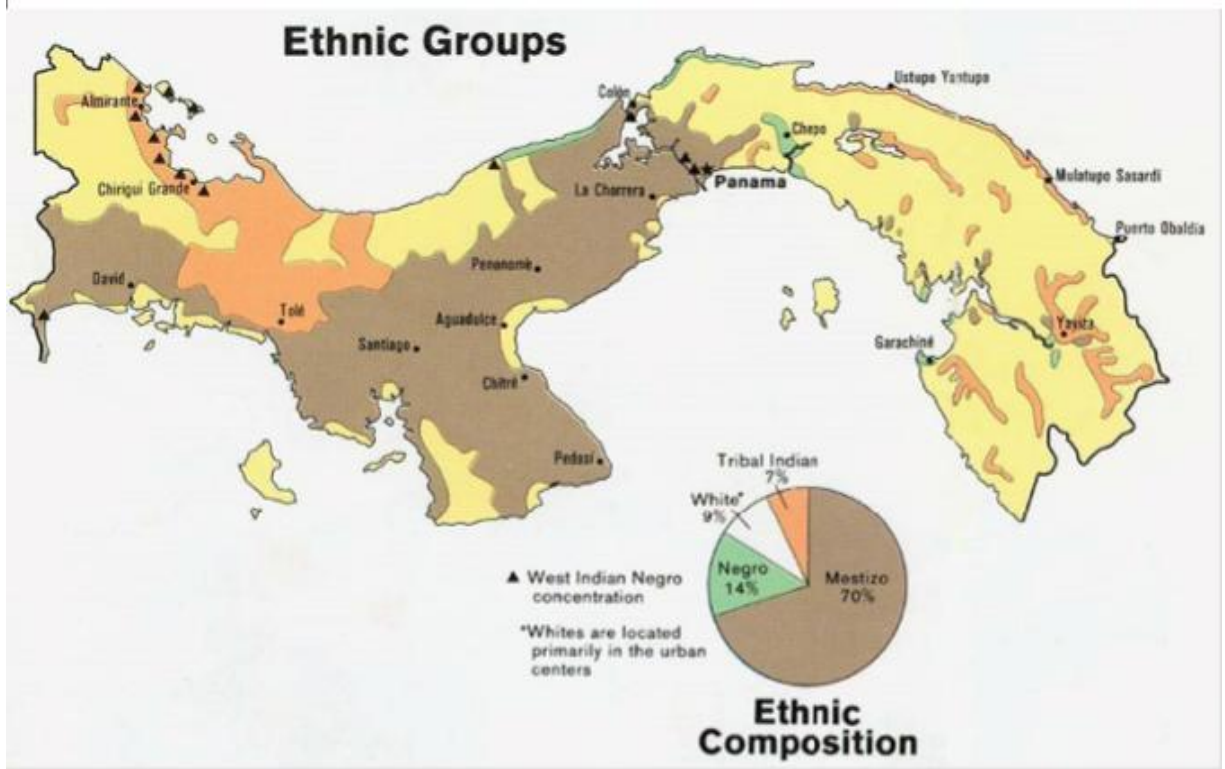 Ethnic Groups
Almirante
Chiriquí Grande
David
Tolé
Santiago
Aguadulce
Penonomé
Chitré
Pedasí
La Chorrera
Colón
Panama
Chepo
Ustupo Yantupo
Mulatupo Sasardi
Puerto Obaldía
Yaviza
Garachiné
Tribal Indian
7%
White*
9%
Negro
14%
Mestizo
70%
▲ West Indian Negro
concentration
*Whites are located
primarily in the urban
centers
Ethnic
Composition